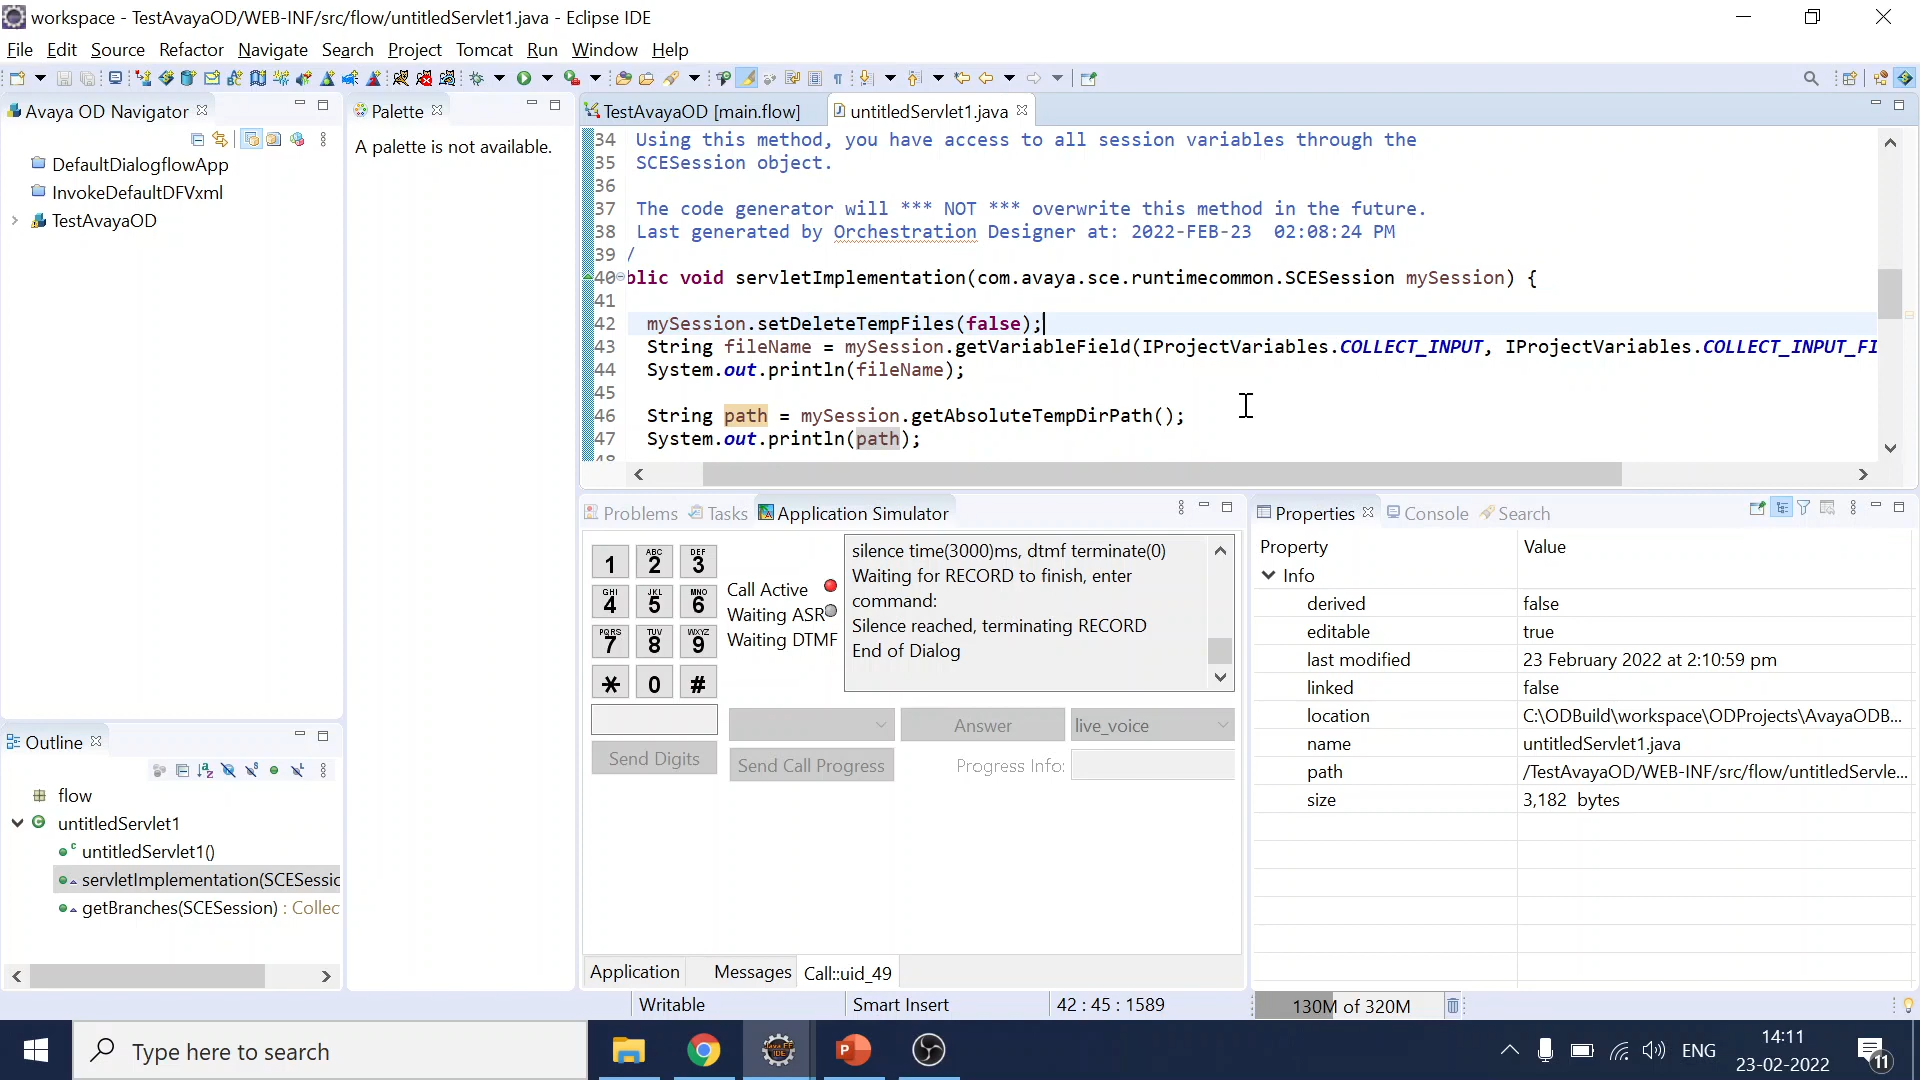 workspace - TestAvayaOD/WEB-INF/src/flow/untitledServlet1.java - Eclipse IDE
File Edit Source Refactor Navigate Search Project Tomcat Run Window Help
Avaya OD Navigator
DefaultDialogflowApp
InvokeDefaultDFVxml
TestAvayaOD
Palette
A palette is not available.
TestAvayaOD [main.flow]
untitledServlet1.java
34 Using this method, you have access to all session variables through the
35 SCESession object.
36
37 The code generator will *** NOT *** overwrite this method in the future.
38 Last generated by Orchestration Designer at: 2022-FEB-23  02:08:24 PM
39 /
40 blic void servletImplementation(com.avaya.sce.runtimecommon.SCESession mySession) {
41
42 mySession.setDeleteTempFiles(false);
43 String fileName = mySession.getVariableField(IProjectVariables.COLLECT_INPUT, IProjectVariables.COLLECT_INPUT_FI
44 System.out.println(fileName);
45
46 String path = mySession.getAbsoluteTempDirPath();
47 System.out.println(path);
48
Outline
flow
untitledServlet1
untitledServlet1()
servletImplementation(SCESessic
getBranches(SCESession) : Collec
Problems Tasks Application Simulator
1
ABC 2
DEF 3
GHI 4
JKL 5
MNO 6
PQRS 7
TUV 8
WXYZ 9
* 0 #
Call Active
Waiting ASR
Waiting DTMF
silence time(3000)ms, dtmf terminate(0)
Waiting for RECORD to finish, enter
command:
Silence reached, terminating RECORD
End of Dialog
Answer
live_voice
Send Digits
Send Call Progress
Progress Info:
Application Messages Call::uid_49
Properties Console Search
Property Value
Info
derived false
editable true
last modified 23 February 2022 at 2:10:59 pm
linked false
location C:\ODBuild\workspace\ODProjects\AvayaODB...
name untitledServlet1.java
path /TestAvayaOD/WEB-INF/src/flow/untitledServle...
size 3,182 bytes
Writable Smart Insert 42 : 45 : 1589 130M of 320M
Type here to search
ENG
14:11
23-02-2022
11